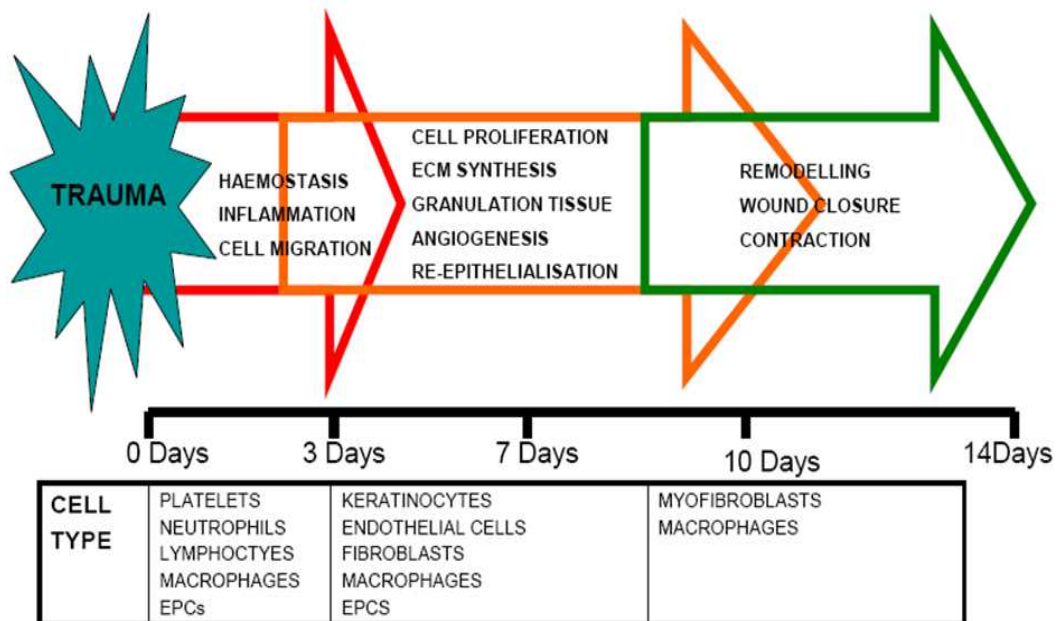 TRAUMA
HAEMOSTASIS
INFLAMMATION
CELL MIGRATION
CELL PROLIFERATION
ECM SYNTHESIS
GRANULATION TISSUE
ANGIOGENESIS
RE-EPITHELIALISATION
REMODELLING
WOUND CLOSURE
CONTRACTION
0 Days 3 Days 7 Days 10 Days 14Days
CELL
TYPE
PLATELETS
NEUTROPHILS
LYMPHOCTYES
MACROPHAGES
EPCs
KERATINOCYTES
ENDOTHELIAL CELLS
FIBROBLASTS
MACROPHAGES
EPCS
MYOFIBROBLASTS
MACROPHAGES